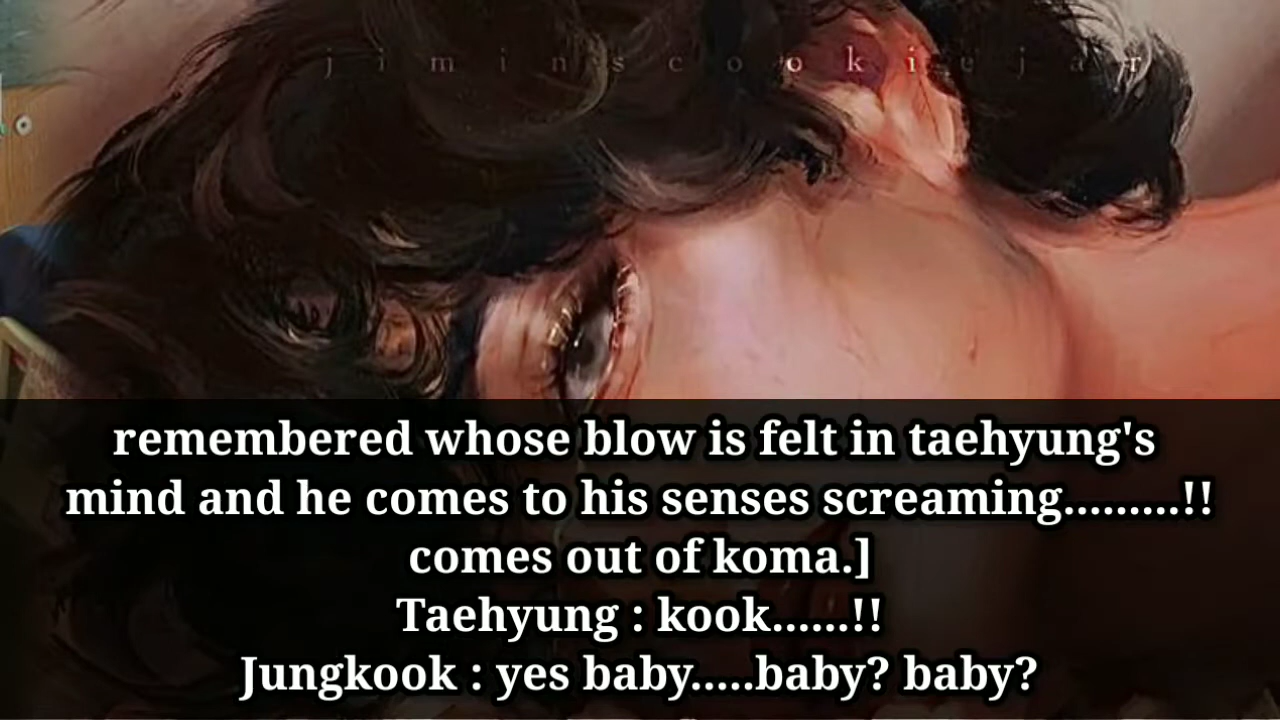 j i m i n s c o o k i e j a r
remembered whose blow is felt in taehyung's
mind and he comes to his senses screaming.........!!
comes out of koma.]
Taehyung : kook......!!
Jungkook : yes baby.....baby? baby?